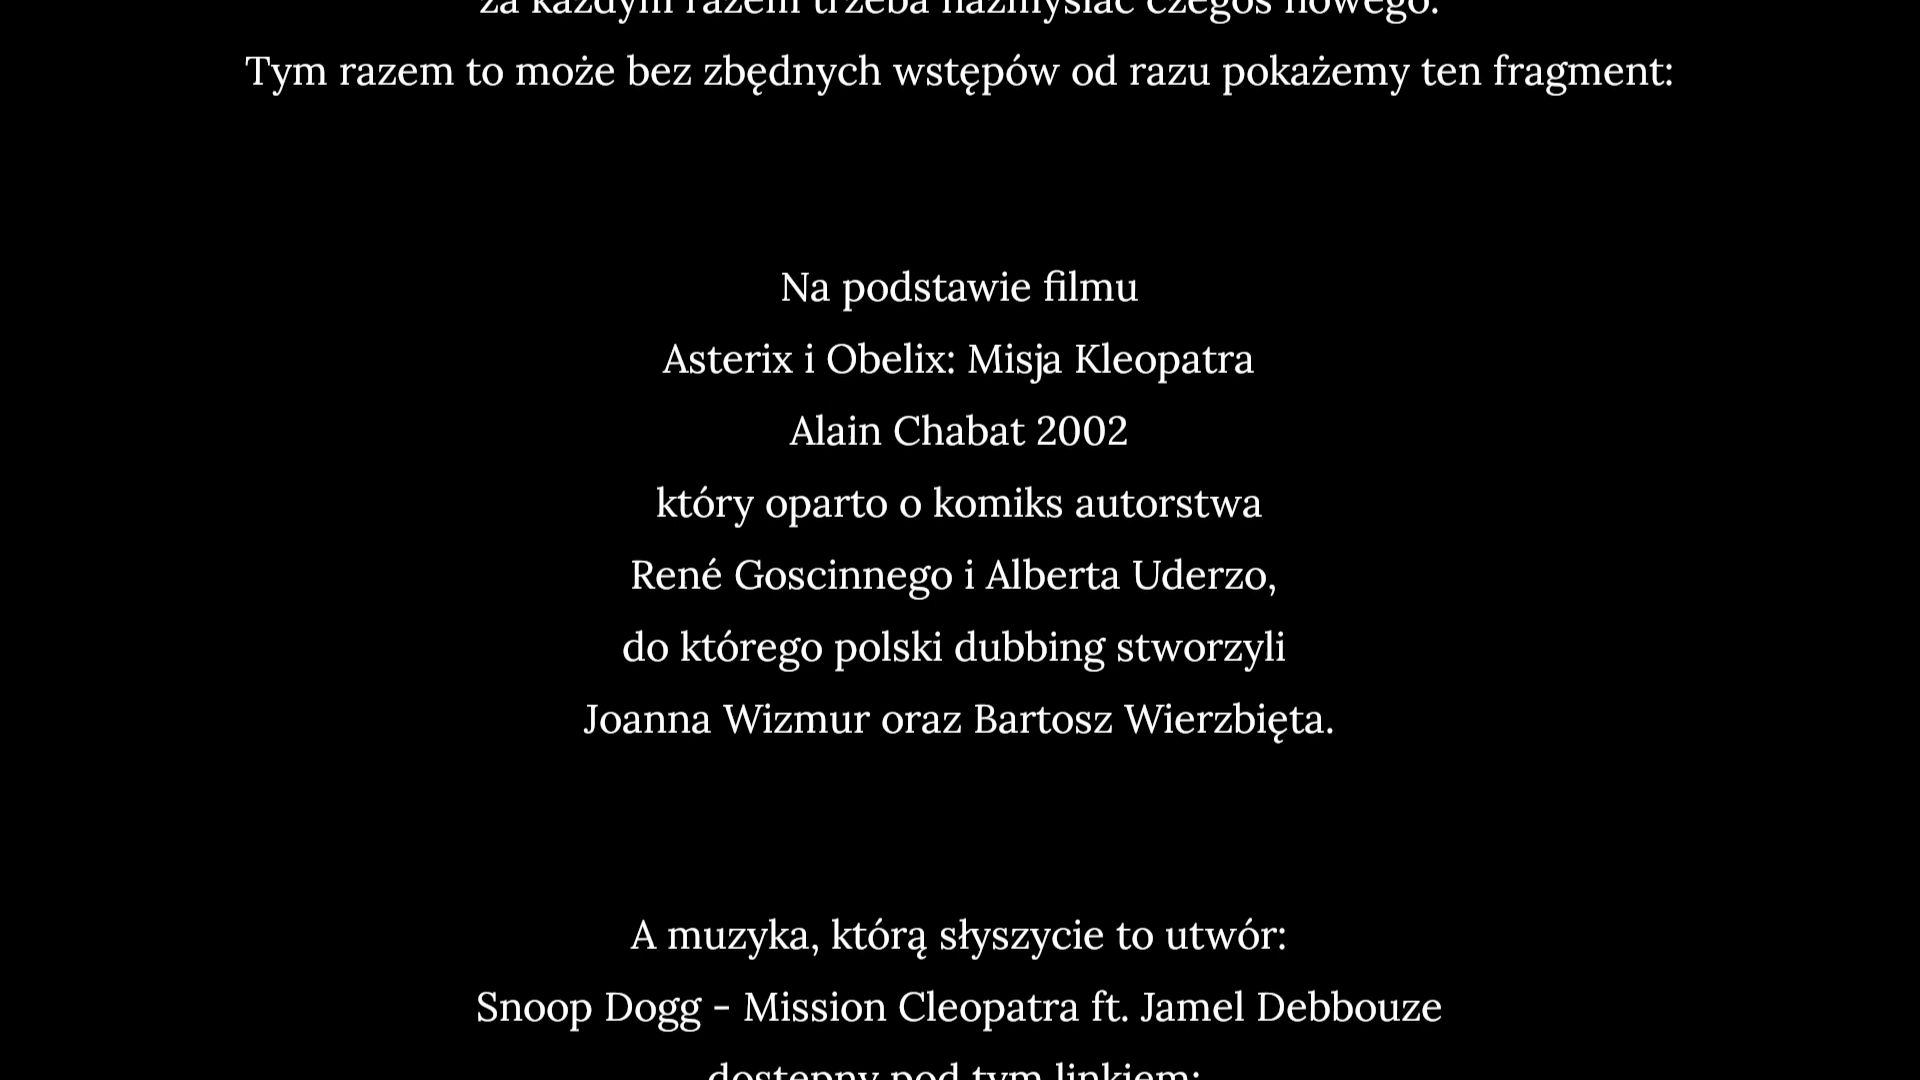 za każdym razem trzeba nazmyślać czegoś nowego.
Tym razem to może bez zbędnych wstępów od razu pokażemy ten fragment:
Na podstawie filmu
Asterix i Obelix: Misja Kleopatra
Alain Chabat 2002
który oparto o komiks autorstwa
René Goscinnego i Alberta Uderzo,
do którego polski dubbing stworzyli
Joanna Wizmur oraz Bartosz Wierzbięta.
A muzyka, którą słyszycie to utwór:
Snoop Dogg - Mission Cleopatra ft. Jamel Debbouze
dostępny pod tym linkiem: